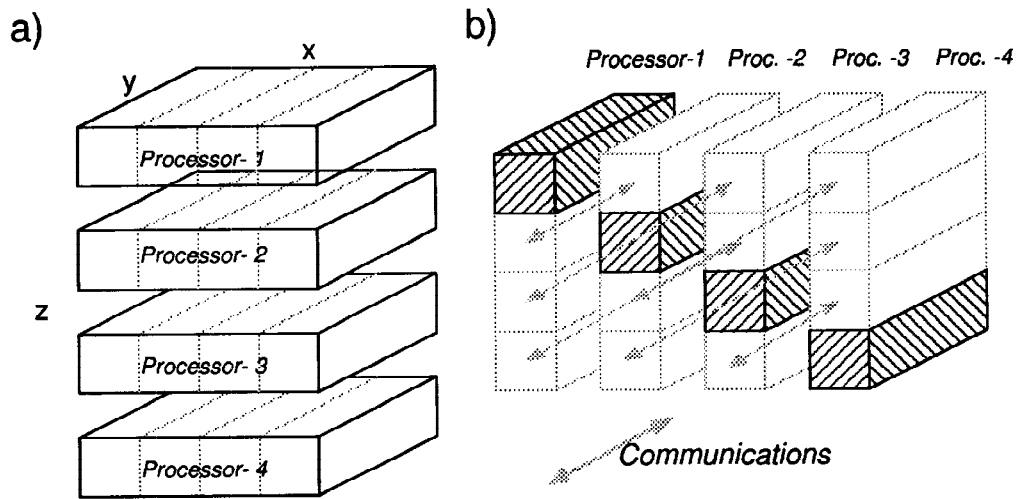 a)
x
y
Processor- 1
Processor- 2
z
Processor- 3
Processor- 4
b)
Processor-1 Proc. -2 Proc. -3 Proc. -4
Communications